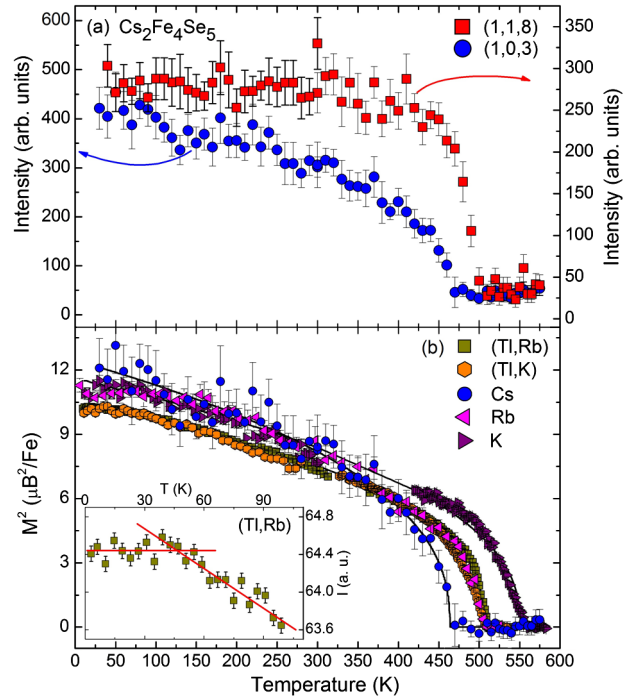 (a) Cs2Fe4Se5
(1,1,8)
(1,0,3)
Intensity (arb. units)
600
500
400
300
200
100
0
Intensity (arb. units)
350
300
250
200
150
100
50
0
(b)
(Tl,Rb)
(Tl,K)
Cs
Rb
K
M² (μB²/Fe)
12
9
6
3
0
T (K)
0 30 60 90
(Tl,Rb)
64.8
64.4
64.0
63.6
I (a. u.)
0 50 100 150 200 250 300 350 400 450 500 550 600
Temperature (K)